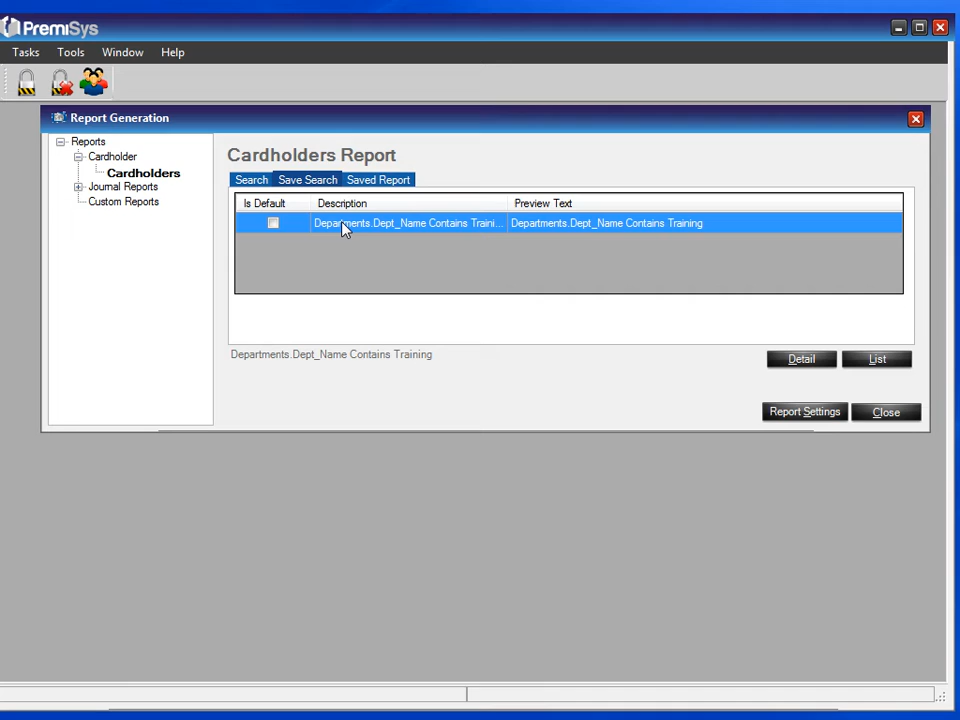 PremiSys
Tasks Tools Window Help
Report Generation
Reports
Cardholder
Cardholders
Journal Reports
Custom Reports
Cardholders Report
Search Save Search Saved Report
Is Default Description Preview Text
Departments.Dept_Name Contains Traini... Departments.Dept_Name Contains Training
Departments.Dept_Name Contains Training
Detail List
Report Settings Close